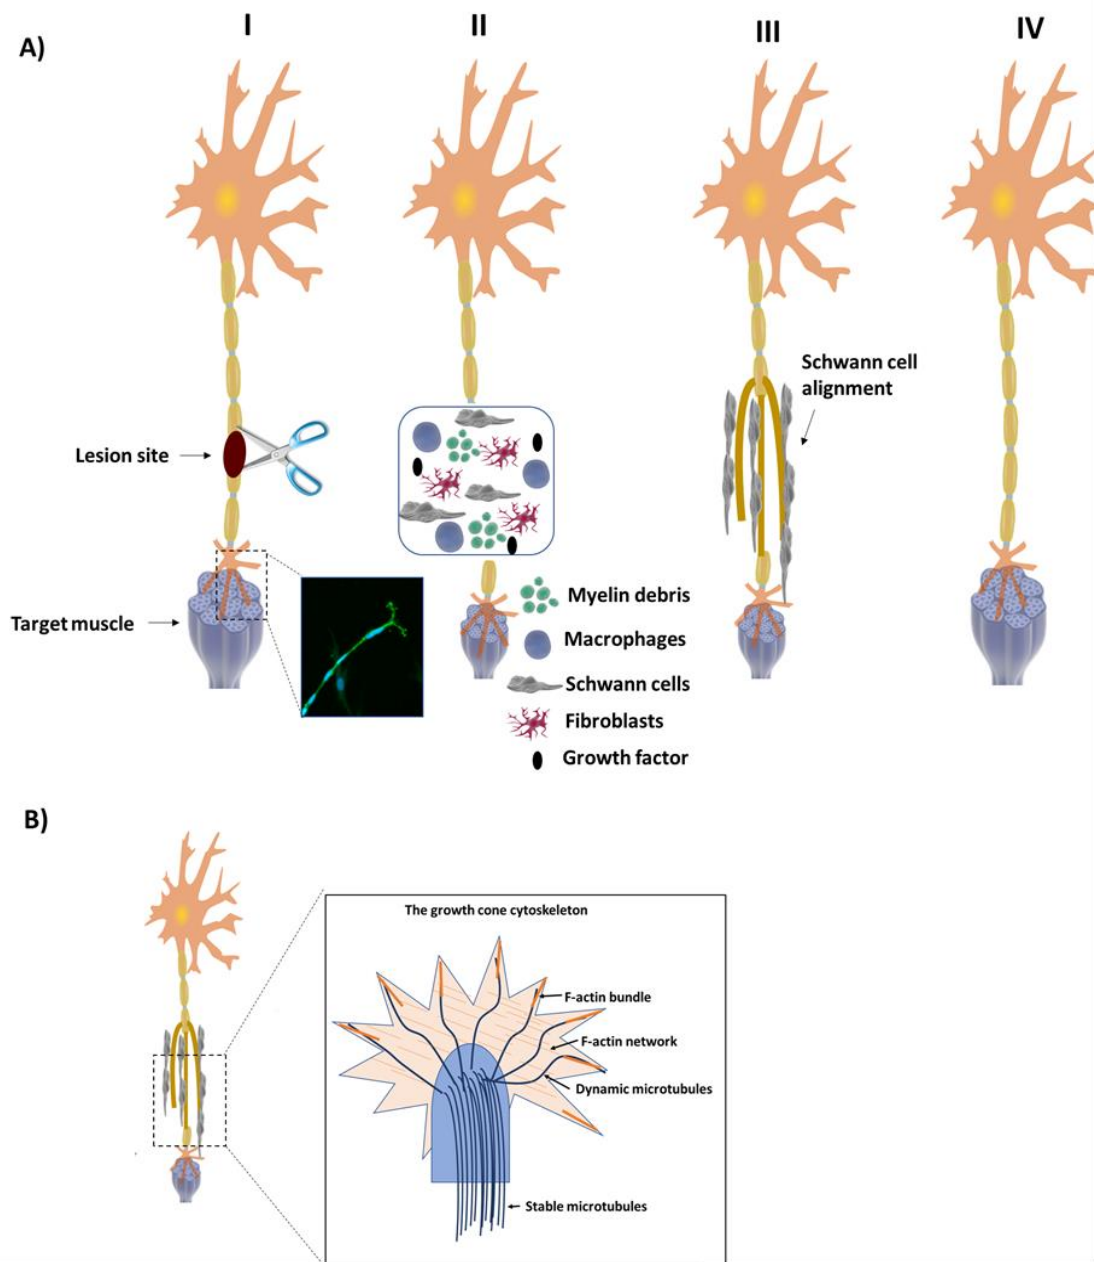 I
II
III
IV
A)
Schwann cell
alignment
Lesion site
Target muscle
Myelin debris
Macrophages
Schwann cells
Fibroblasts
Growth factor
B)
The growth cone cytoskeleton
F-actin bundle
F-actin network
Dynamic microtubules
Stable microtubules